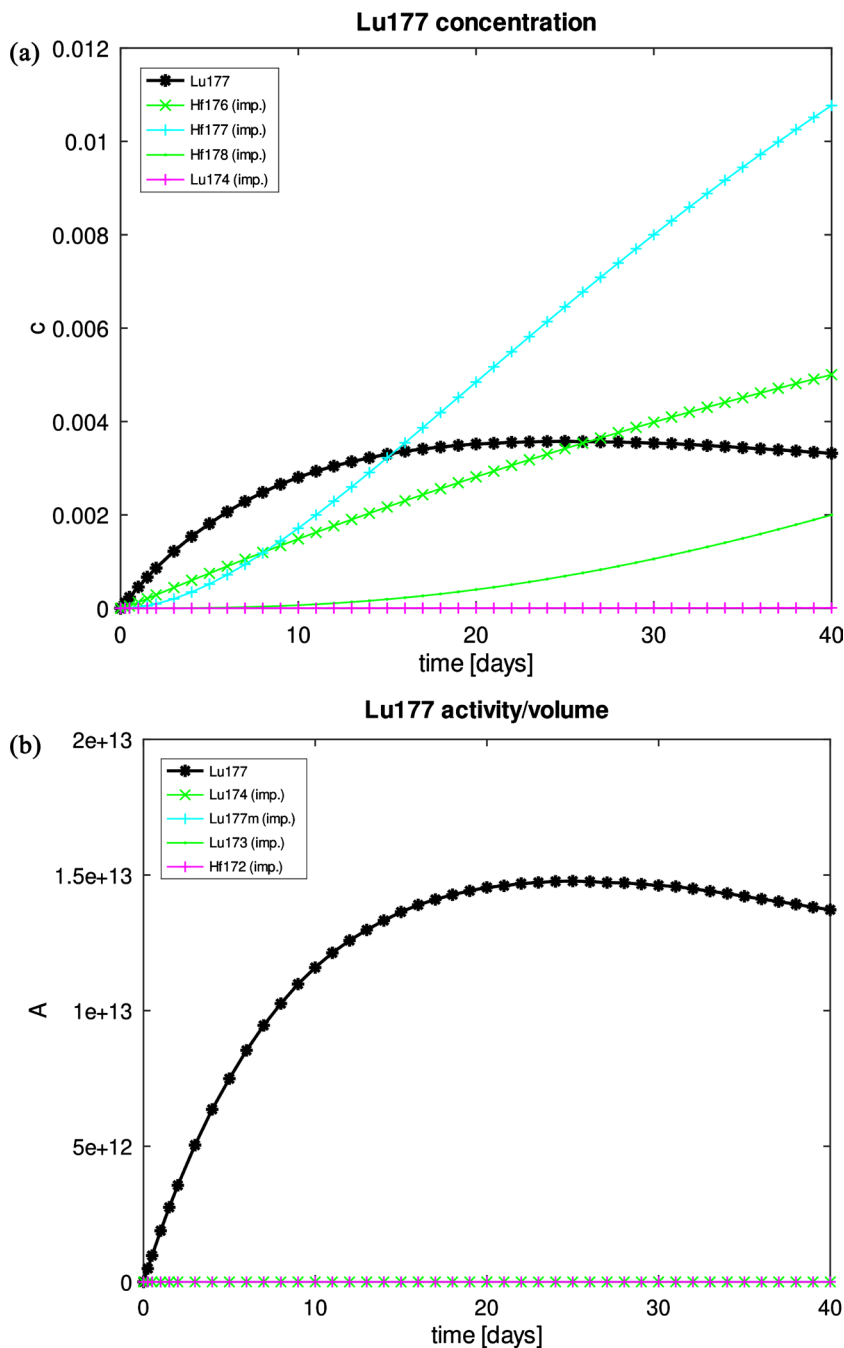 Lu177 concentration
(a)
0.012
0.01
0.008
0.006
0.004
0.002
0
c
Lu177
Hf176 (imp.)
Hf177 (imp.)
Hf178 (imp.)
Lu174 (imp.)
0 10 20 30 40
time [days]
Lu177 activity/volume
(b)
2e+13
1.5e+13
1e+13
5e+12
0
A
Lu177
Lu174 (imp.)
Lu177m (imp.)
Lu173 (imp.)
Hf172 (imp.)
0 10 20 30 40
time [days]